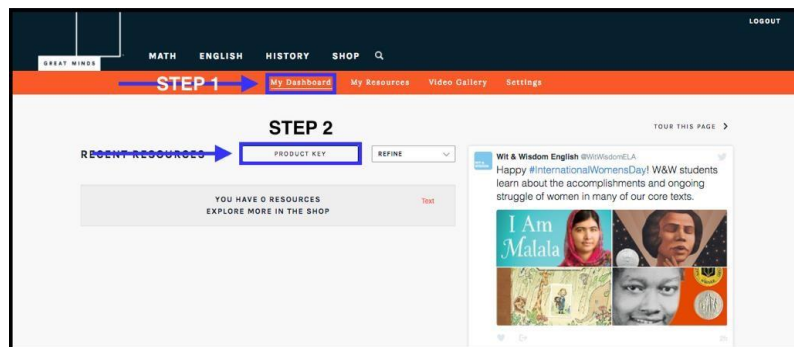 LOGOUT
GREAT MINDS
MATH ENGLISH HISTORY SHOP
STEP 1
My Dashboard My Resources Video Gallery Settings
STEP 2
TOUR THIS PAGE >
RECENT RESOURCES
PRODUCT KEY
REFINE
YOU HAVE 0 RESOURCES
EXPLORE MORE IN THE SHOP
Text
Wit & Wisdom English @WitWisdomELA
Happy #InternationalWomensDay! W&W students
learn about the accomplishments and ongoing
struggle of women in many of our core texts.
I Am
Malala